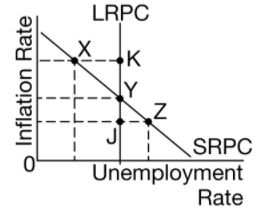 LRPC
Inflation Rate
X
K
Y
Z
J
SRPC
0
Unemployment
Rate